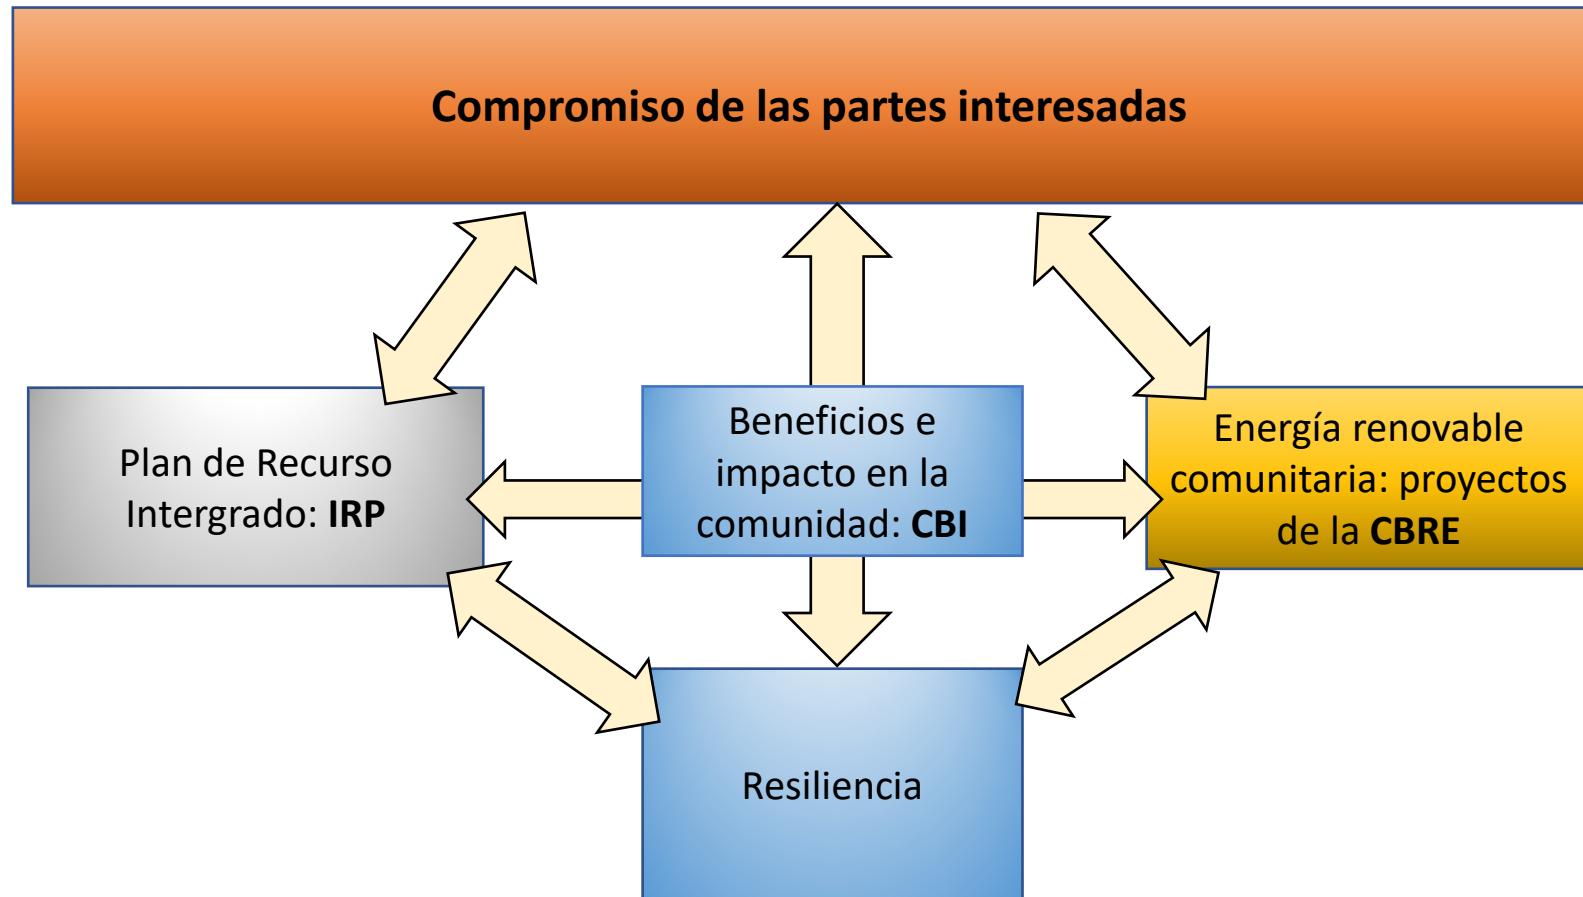 Compromiso de las partes interesadas
Plan de Recurso
Intergrado: IRP
Beneficios e
impacto en la
comunidad: CBI
Energía renovable
comunitaria: proyectos
de la CBRE
Resiliencia